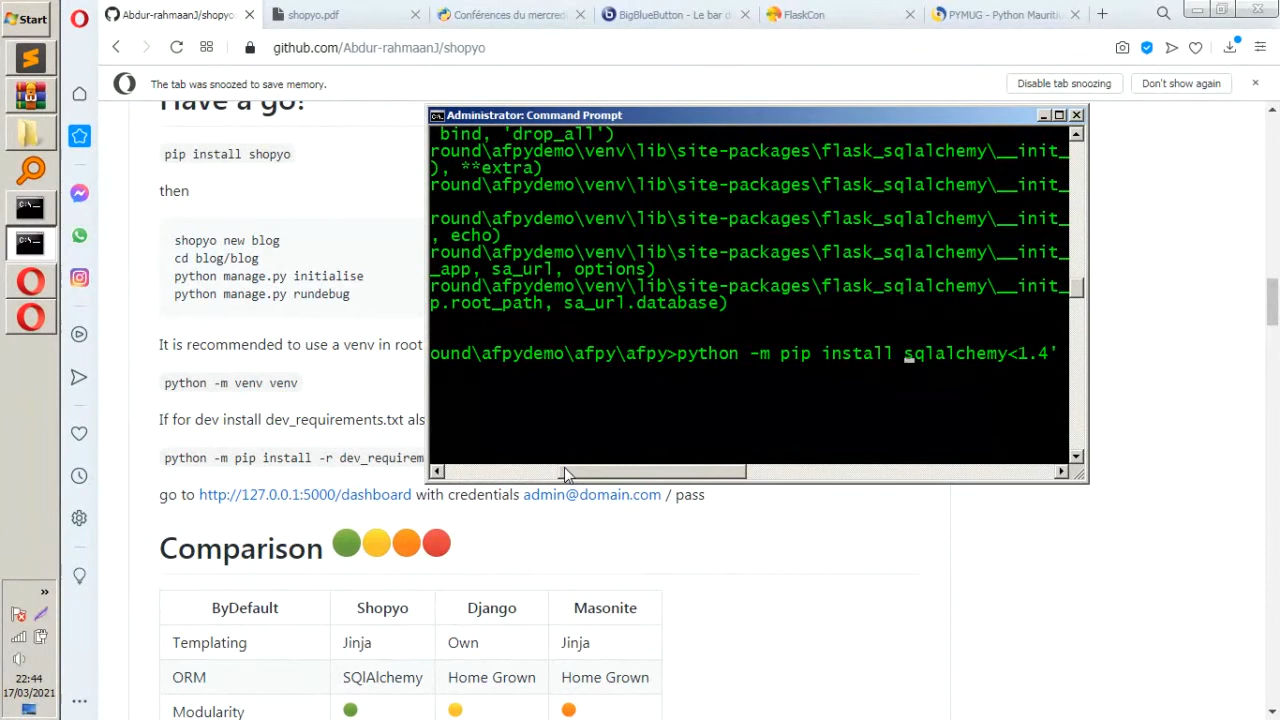 Start
Abdur-rahmaanJ/shopyo
shopyo.pdf
Conférences du mercred
BigBlueButton - Le bar d
FlaskCon
PYMUG - Python Mauritiu
github.com/Abdur-rahmaanJ/shopyo
The tab was snoozed to save memory.
Disable tab snoozing
Don't show again
Have a go!
pip install shopyo
then
shopyo new blog
cd blog/blog
python manage.py initialise
python manage.py rundebug
It is recommended to use a venv in root
python -m venv venv
If for dev install dev_requirements.txt als
python -m pip install -r dev_requirem
go to http://127.0.0.1:5000/dashboard with credentials admin@domain.com / pass
Administrator: Command Prompt
bind, 'drop_all')
round\afpydemo\venv\lib\site-packages\flask_sqlalchemy\__init_
), **extra)
round\afpydemo\venv\lib\site-packages\flask_sqlalchemy\__init_
round\afpydemo\venv\lib\site-packages\flask_sqlalchemy\__init_
, echo)
round\afpydemo\venv\lib\site-packages\flask_sqlalchemy\__init_
_app, sa_url, options)
round\afpydemo\venv\lib\site-packages\flask_sqlalchemy\__init_
p.root_path, sa_url.database)
ound\afpydemo\afpy\afpy>python -m pip install sqlalchemy<1.4'
Comparison
ByDefault Shopyo Django Masonite
Templating Jinja Own Jinja
ORM SQlAlchemy Home Grown Home Grown
Modularity
22:44
17/03/2021